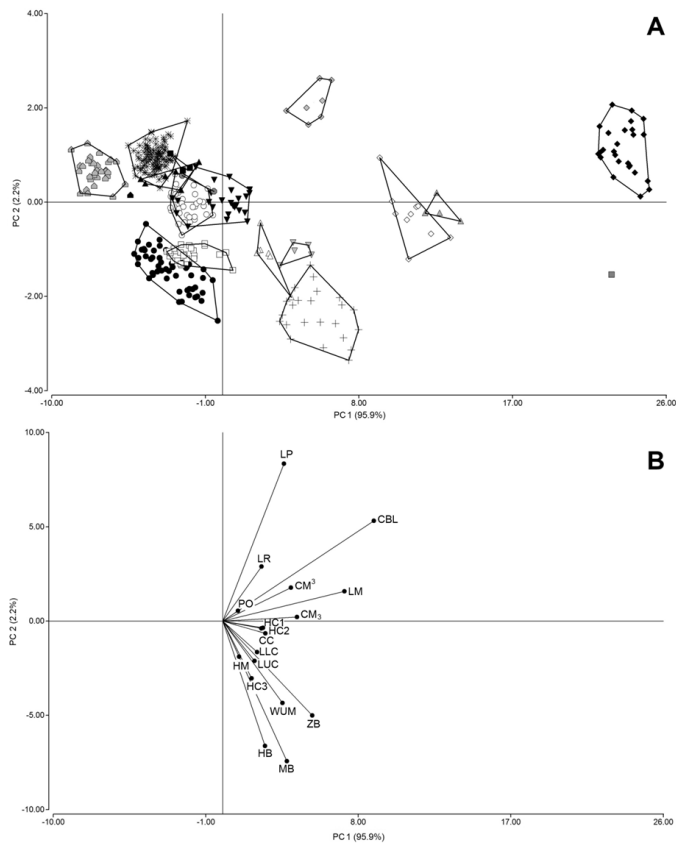 A
4.00
2.00
0.00
-2.00
-4.00
PC 2 (2.2%)
-10.00 -1.00 8.00 17.00 26.00
PC 1 (95.9%)
B
10.00
5.00
0.00
-5.00
-10.00
PC 2 (2.2%)
LP
CBL
LR
CM³
LM
PO
CM₃
HC1
HC2
CC
LLC
HM
LUC
HC3
WUM
ZB
HB
MB
-10.00 -1.00 8.00 17.00 26.00
PC 1 (95.9%)